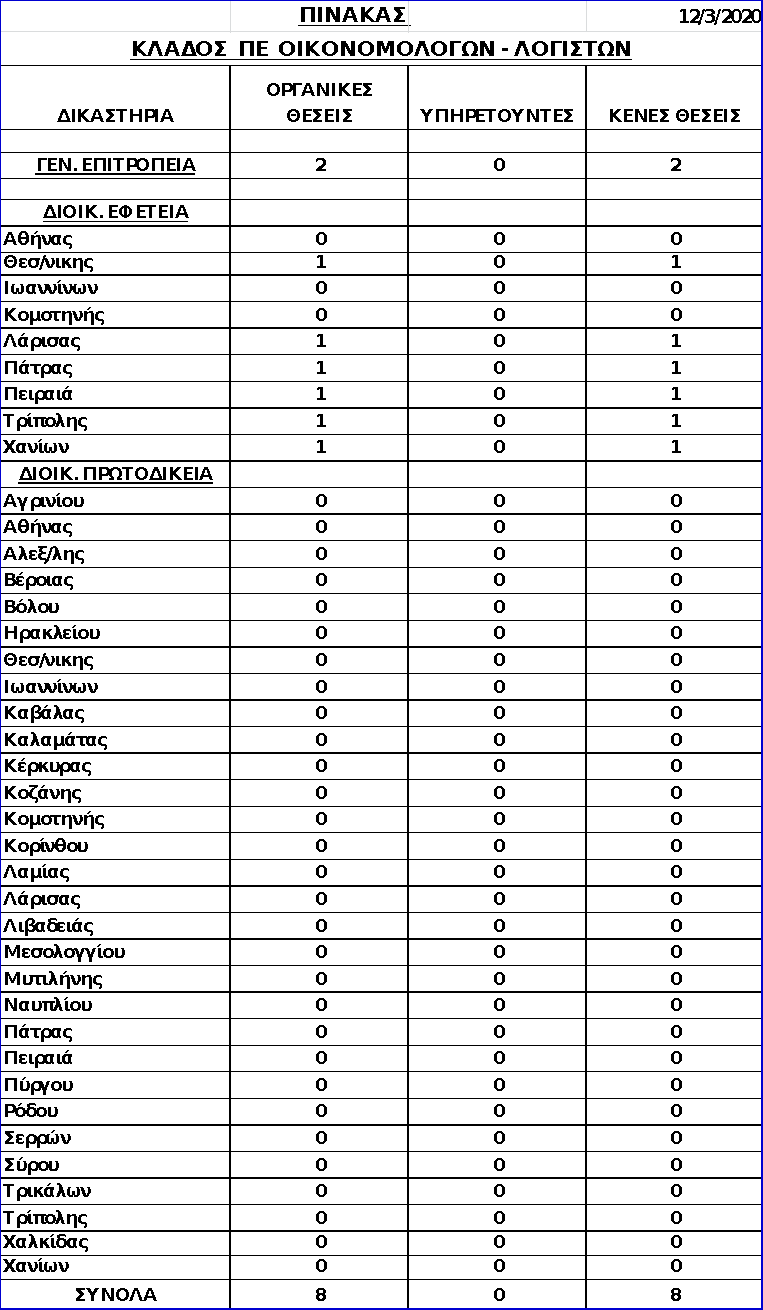 ΠΙΝΑΚΑΣ 12/3/2020
ΚΛΑΔΟΣ ΠΕ ΟΙΚΟΝΟΜΟΛΟΓΩΝ - ΛΟΓΙΣΤΩΝ
ΔΙΚΑΣΤΗΡΙΑ ΟΡΓΑΝΙΚΕΣ ΘΕΣΕΙΣ ΥΠΗΡΕΤΟΥΝΤΕΣ ΚΕΝΕΣ ΘΕΣΕΙΣ
ΓΕΝ. ΕΠΙΤΡΟΠΕΙΑ 2 0 2
ΔΙΟΙΚ. ΕΦΕΤΕΙΑ
Αθήνας 0 0 0
Θεσ/νικης 1 0 1
Ιωαννίνων 0 0 0
Κομοτηνής 0 0 0
Λάρισας 1 0 1
Πάτρας 1 0 1
Πειραιά 1 0 1
Τρίπολης 1 0 1
Χανίων 1 0 1
ΔΙΟΙΚ. ΠΡΩΤΟΔΙΚΕΙΑ
Αγρινίου 0 0 0
Αθήνας 0 0 0
Αλεξ/λης 0 0 0
Βέροιας 0 0 0
Βόλου 0 0 0
Ηρακλείου 0 0 0
Θεσ/νικης 0 0 0
Ιωαννίνων 0 0 0
Καβάλας 0 0 0
Καλαμάτας 0 0 0
Κέρκυρας 0 0 0
Κοζάνης 0 0 0
Κομοτηνής 0 0 0
Κορίνθου 0 0 0
Λαμίας 0 0 0
Λάρισας 0 0 0
Λιβαδειάς 0 0 0
Μεσολογγίου 0 0 0
Μυτιλήνης 0 0 0
Ναυπλίου 0 0 0
Πάτρας 0 0 0
Πειραιά 0 0 0
Πύργου 0 0 0
Ρόδου 0 0 0
Σερρών 0 0 0
Σύρου 0 0 0
Τρικάλων 0 0 0
Τρίπολης 0 0 0
Χαλκίδας 0 0 0
Χανίων 0 0 0
ΣΥΝΟΛΑ 8 0 8